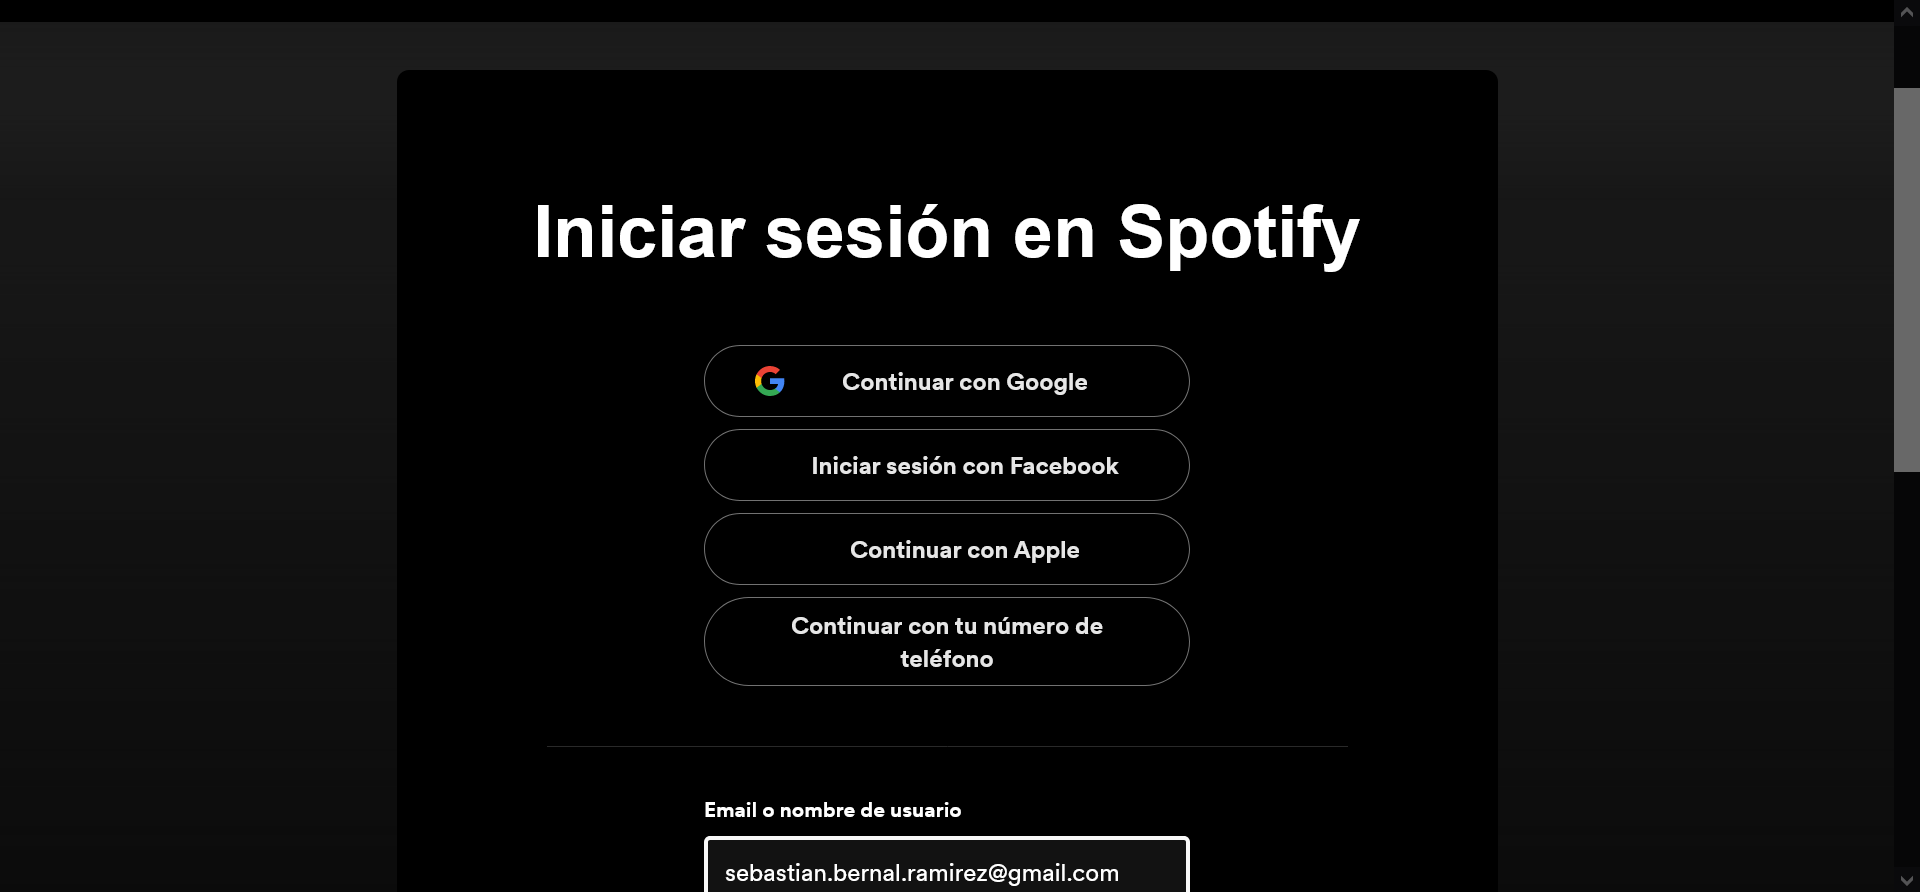 Iniciar sesión en Spotify
Continuar con Google
Iniciar sesión con Facebook
Continuar con Apple
Continuar con tu número de
teléfono
Email o nombre de usuario
sebastian.bernal.ramirez@gmail.com